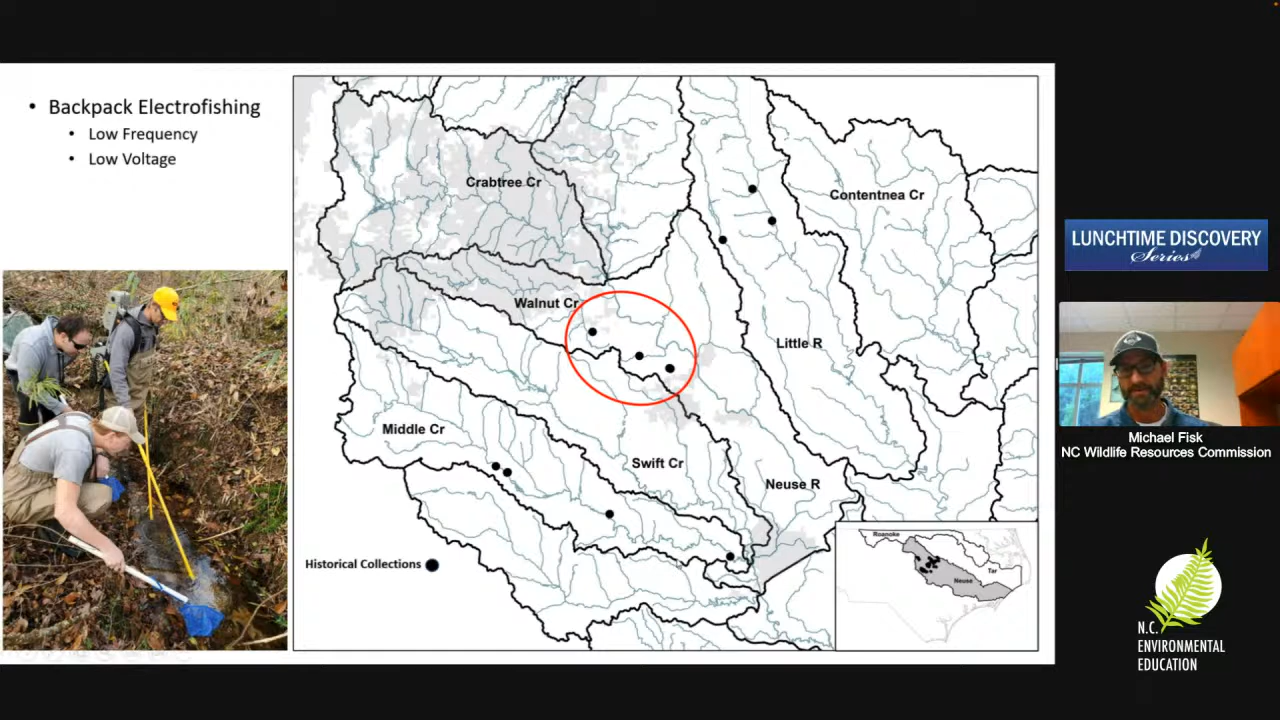 Backpack Electrofishing
Low Frequency
Low Voltage
Crabtree Cr
Contentnea Cr
Walnut Cr
Little R
Middle Cr
Swift Cr
Neuse R
Historical Collections
Roanoke
Tar
Neuse
LUNCHTIME DISCOVERY
Series
Michael Fisk
NC Wildlife Resources Commission
N.C.
ENVIRONMENTAL
EDUCATION